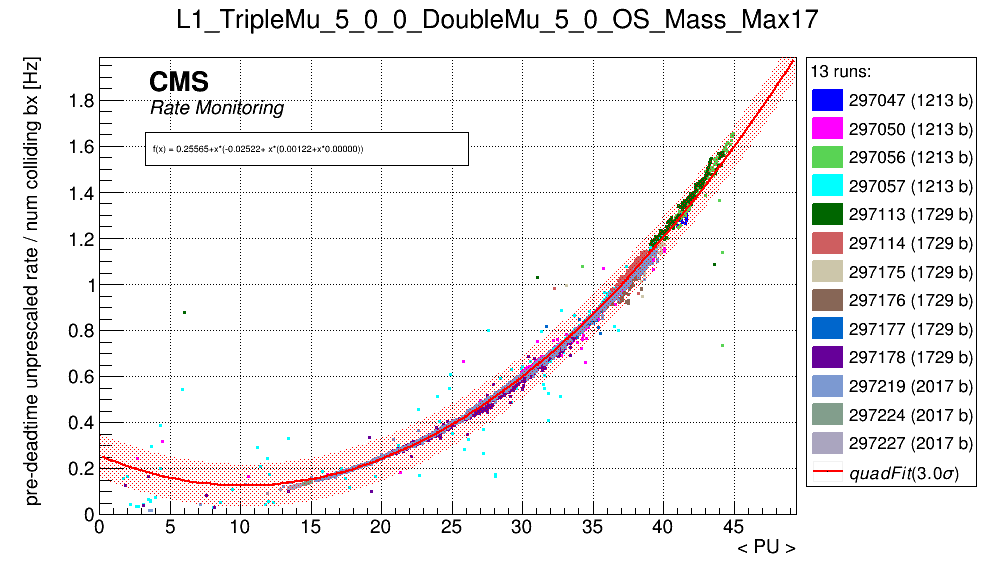 L1_TripleMu_5_0_0_DoubleMu_5_0_OS_Mass_Max17
pre-deadtime unprescaled rate / num colliding bx [Hz]
CMS
Rate Monitoring
f(x) = 0.25565+x*(-0.02522+ x*(0.00122+x*0.00000))
1.8
1.6
1.4
1.2
1
0.8
0.6
0.4
0.2
0
0 5 10 15 20 25 30 35 40 45
< PU >
13 runs:
297047 (1213 b)
297050 (1213 b)
297056 (1213 b)
297057 (1213 b)
297113 (1729 b)
297114 (1729 b)
297175 (1729 b)
297176 (1729 b)
297177 (1729 b)
297178 (1729 b)
297219 (2017 b)
297224 (2017 b)
297227 (2017 b)
quadFit(3.0σ)